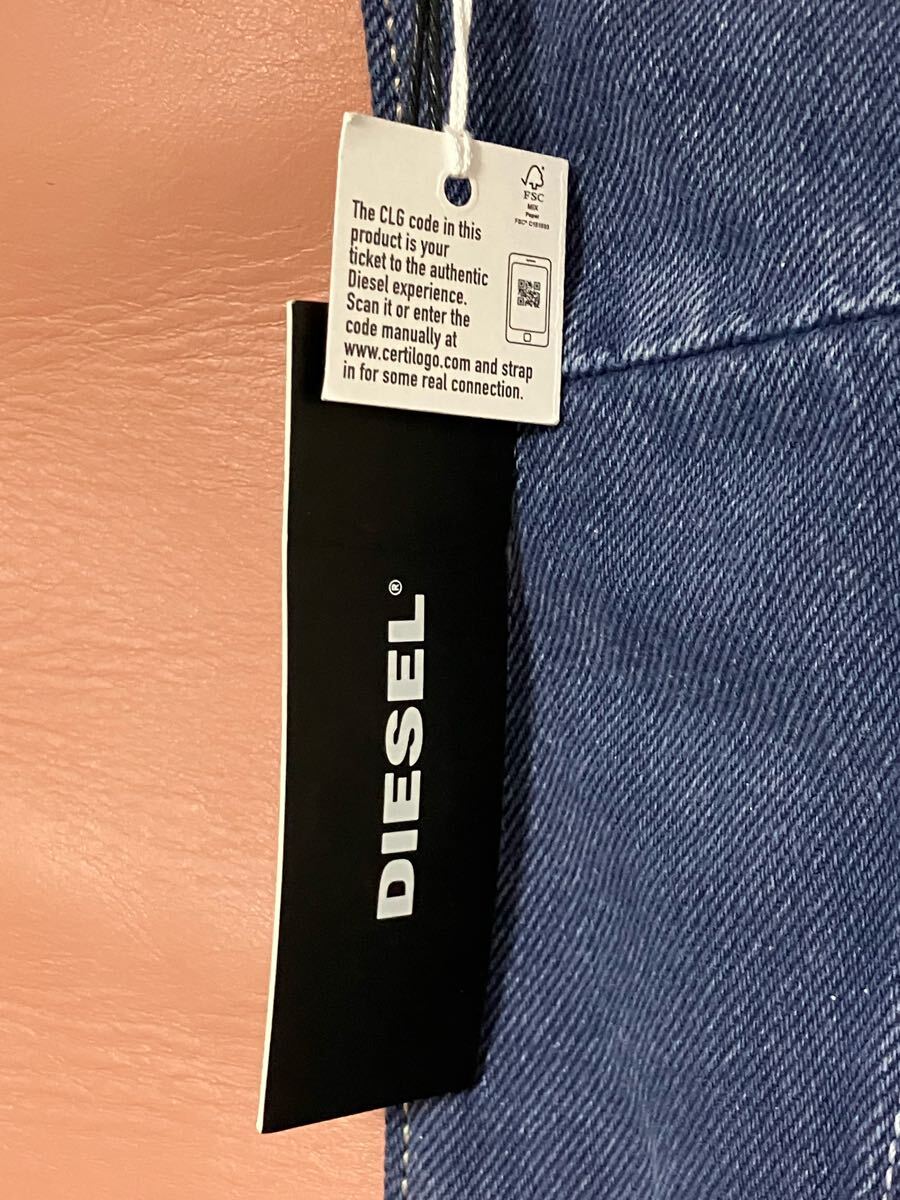 The CLG code in this
product is your
ticket to the authentic
Diesel experience.
Scan it or enter the
code manually at
www.certilogo.com and strap
in for some real connection.
FSC
MIX
Paper
DIESEL®